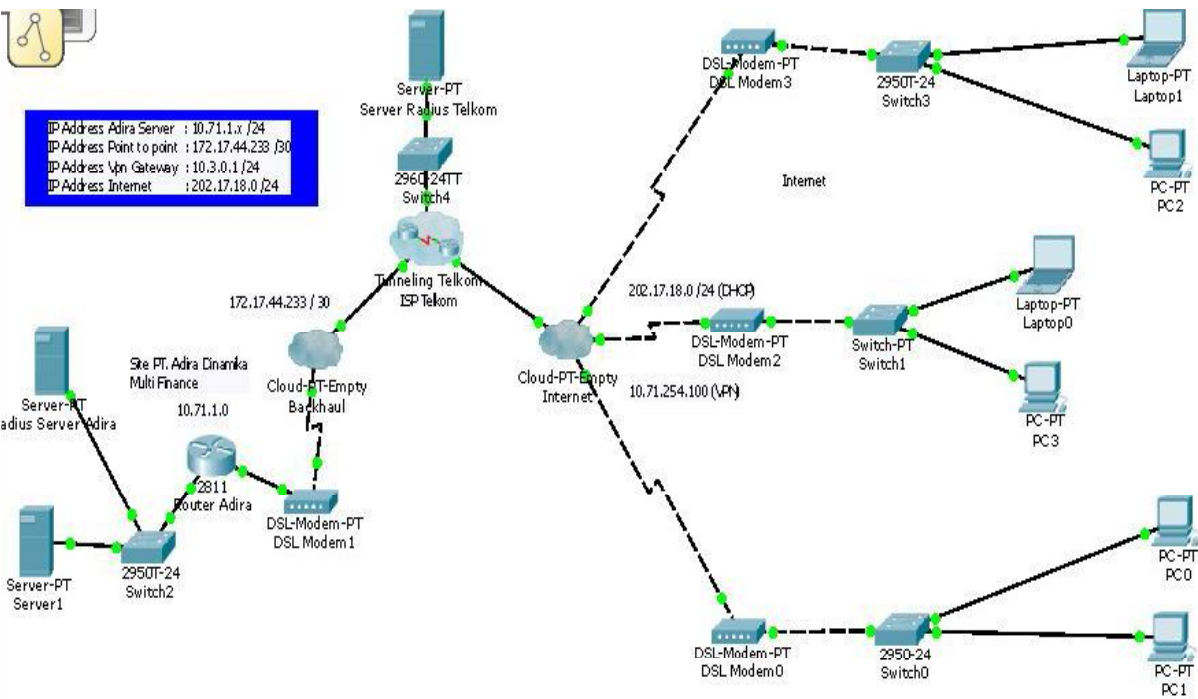 IP Address Adira Server : 10.71.1.x /24
IP Address Point to point : 172.17.44.233 /30
IP Address Vpn Gateway : 10.3.0.1 /24
IP Address Internet : 202.17.18.0 /24
Server-PT
Server Radius Telkom
2960-24TT
Switch4
Tunneling Telkom
ISP Telkom
172.17.44.233 / 30
Cloud-PT-Empty
Backhaul
Site PT. Adira Dinamika
Multi Finance
10.71.1.0
Server-PT
adius Server Adira
2811
Router Adira
DSL-Modem-PT
DSL Modem1
Server-PT
Server1
2950T-24
Switch2
Cloud-PT-Empty
Internet
DSL-Modem-PT
DSL Modem3
2950T-24
Switch3
Laptop-PT
Laptop1
PC-PT
PC2
Internet
202.17.18.0 /24 (DHCP)
DSL-Modem-PT
DSL Modem2
10.71.254.100 (VPN)
Switch-PT
Switch1
Laptop-PT
Laptop0
PC-PT
PC3
DSL-Modem-PT
DSL Modem0
2950-24
Switch0
PC-PT
PC0
PC-PT
PC1